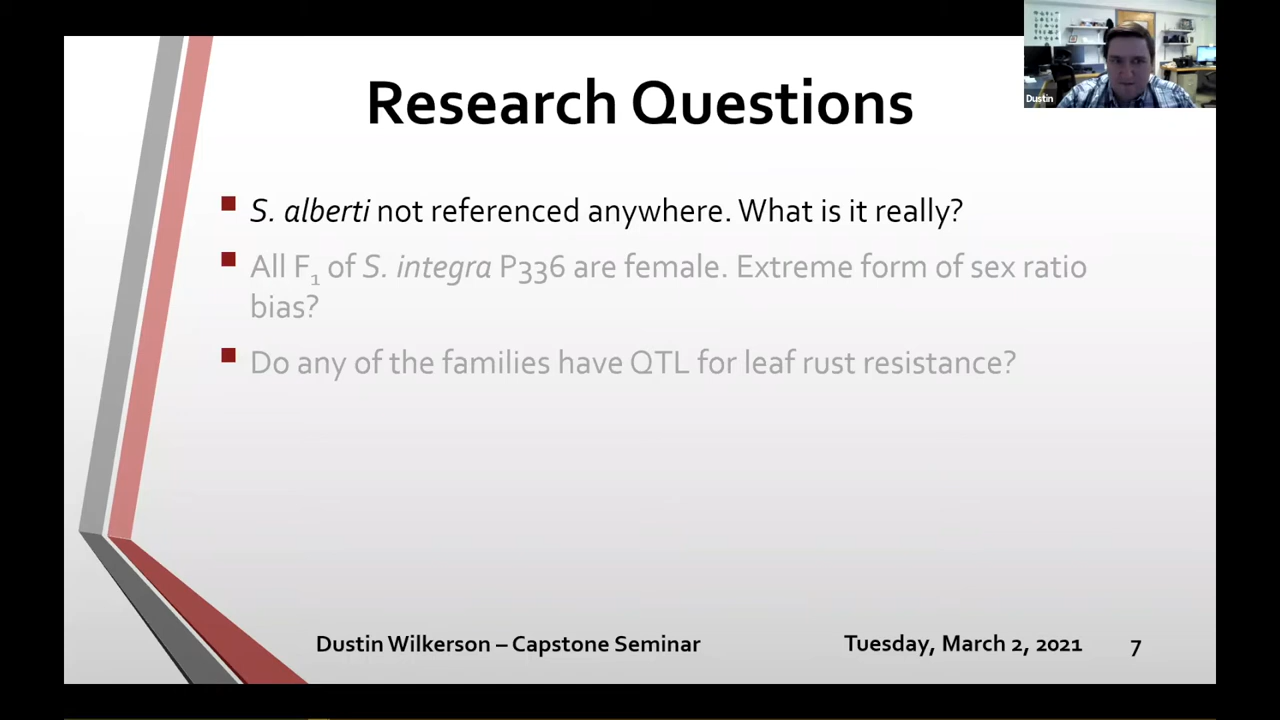 Dustin
Research Questions
S. alberti not referenced anywhere. What is it really?
All F₁ of S. integra P336 are female. Extreme form of sex ratio
bias?
Do any of the families have QTL for leaf rust resistance?
Dustin Wilkerson – Capstone Seminar
Tuesday, March 2, 2021
7